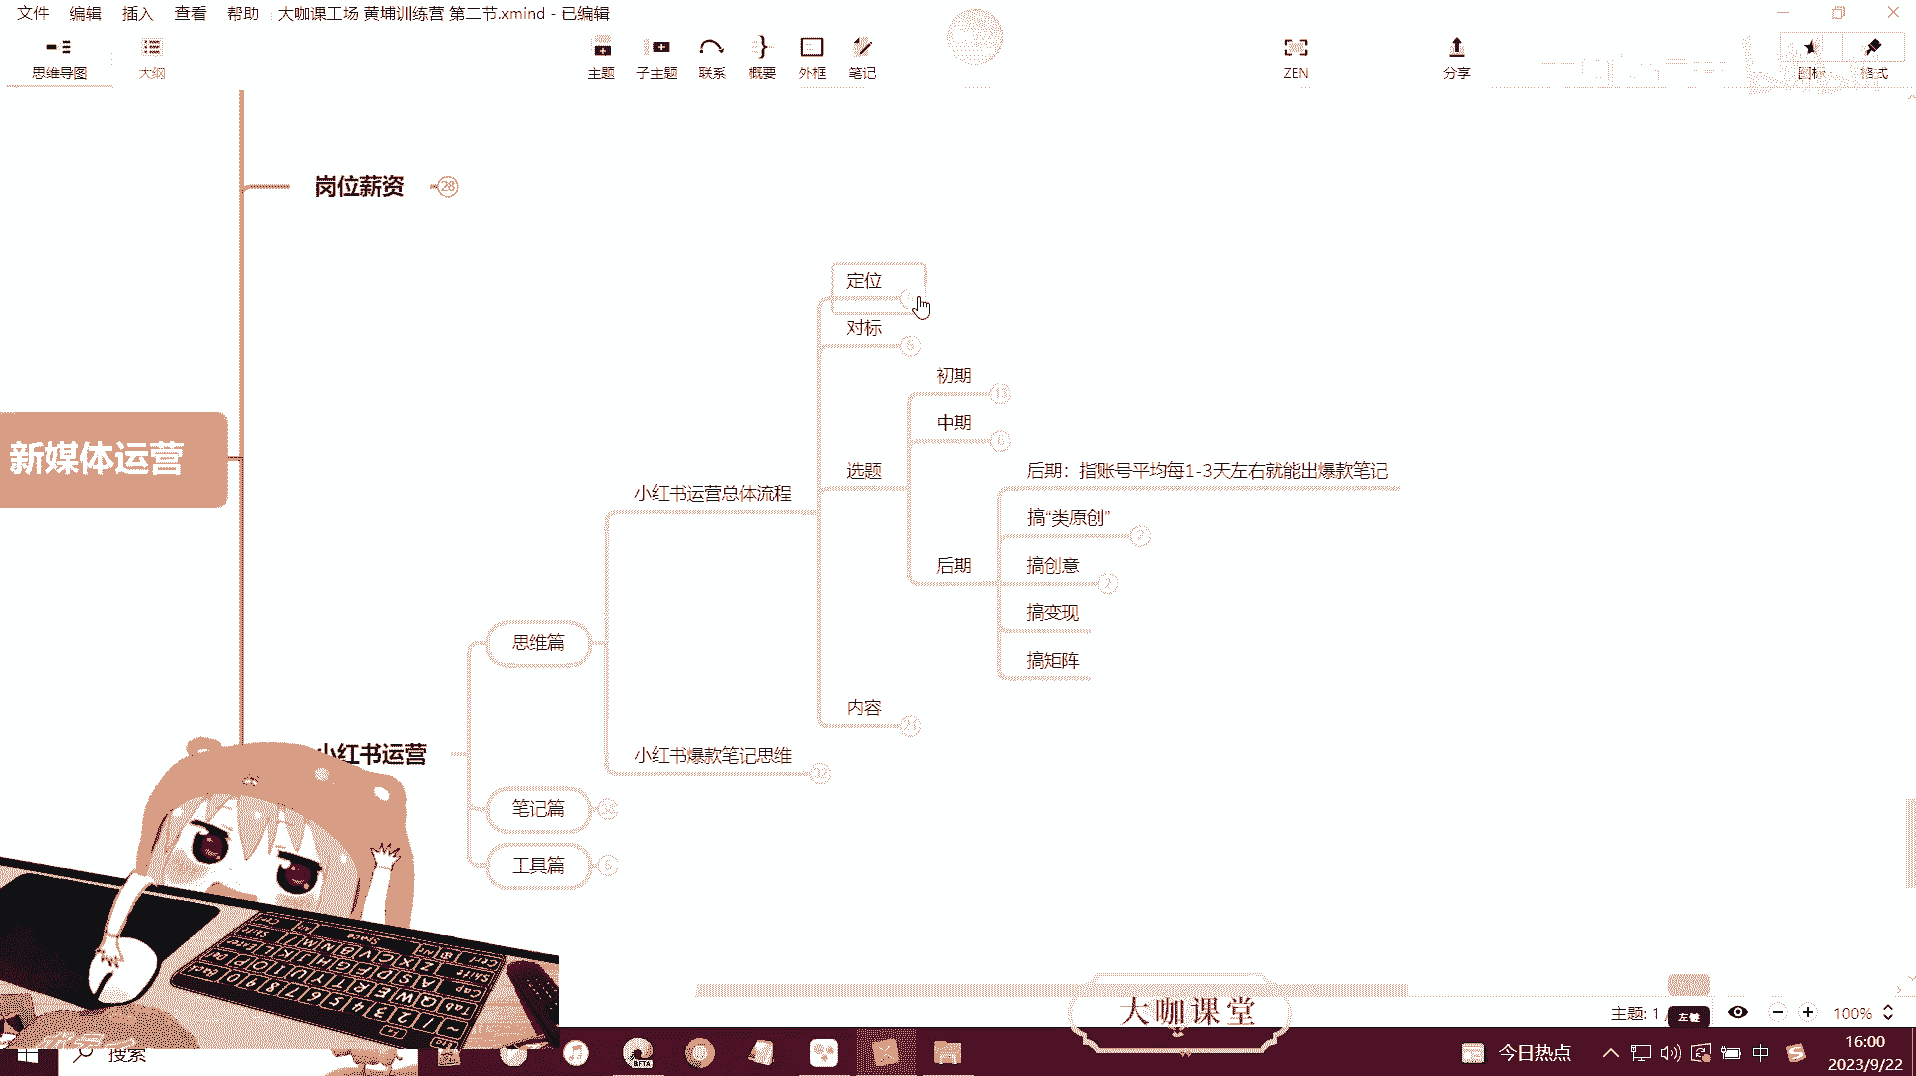 文件 编辑 插入 查看 帮助 大咖课工场 黄埔训练营 第二节.xmind - 已编辑
思维导图 大纲 主题 子主题 联系 概要 外框 笔记 ZEN 分享 图标 格式
岗位薪资 28
定位
对标 6
初期 13
中期 6
选题
后期：指账号平均每1-3天左右就能出爆款笔记
小红书运营总体流程
搞“类原创” 2
新媒体运营
后期
搞创意 2
搞变现
思维篇
搞矩阵
内容 21
小红书运营
小红书爆款笔记思维 32
笔记篇
工具篇 6
大咖课堂
主题: 1 /
左键
100%
搜索
BETA
今日热点
中
16:00
2023/9/22